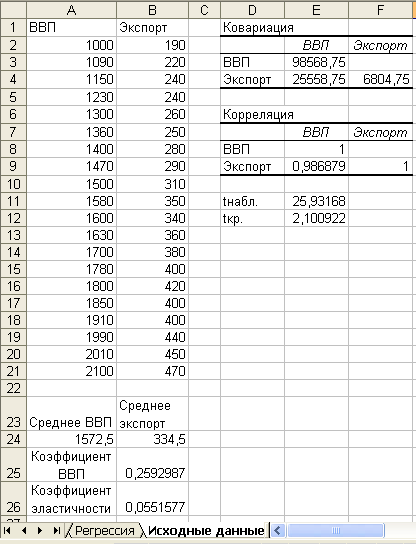 A B C D E F
1 ВВП Экспорт Ковариация
2 1000 190 ВВП Экспорт
3 1090 220 ВВП 98568,75
4 1150 240 Экспорт 25558,75 6804,75
5 1230 240
6 1300 260 Корреляция
7 1360 250 ВВП Экспорт
8 1400 280 ВВП 1
9 1470 290 Экспорт 0,986879 1
10 1500 310
11 1580 350 tнабл. 25,93168
12 1600 340 tкр. 2,100922
13 1630 360
14 1700 380
15 1780 400
16 1800 420
17 1850 400
18 1910 400
19 1990 440
20 2010 450
21 2100 470
22
Среднее
23 Среднее ВВП экспорт
24 1572,5 334,5
Коэффициент
25 ВВП 0,2592987
Коэффициент
26 эластичности 0,0551577
Регрессия Исходные данные